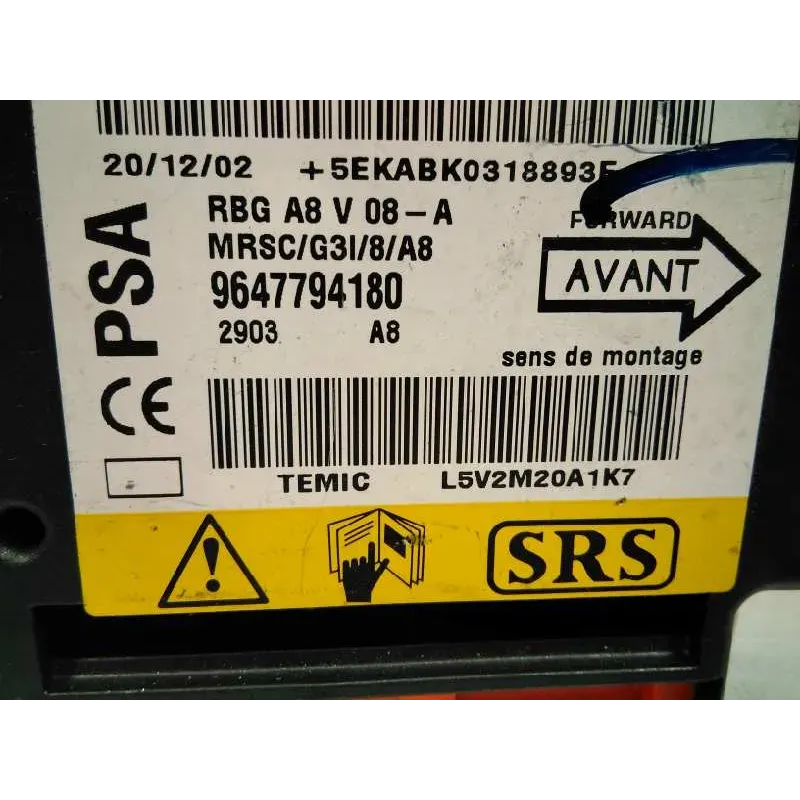 20/12/02 +5EKABK0318893E
PSA
RBG A8 V 08-A
MRSC/G3I/8/A8
9647794180
2903 A8
FORWARD
AVANT
sens de montage
CE
TEMIC L5V2M20A1K7
SRS